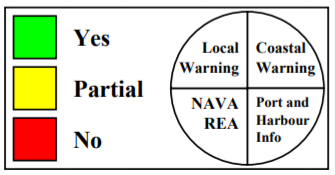 Yes
Partial
No
Local
Warning
Coastal
Warning
NAVA
REA
Port and
Harbour
Info